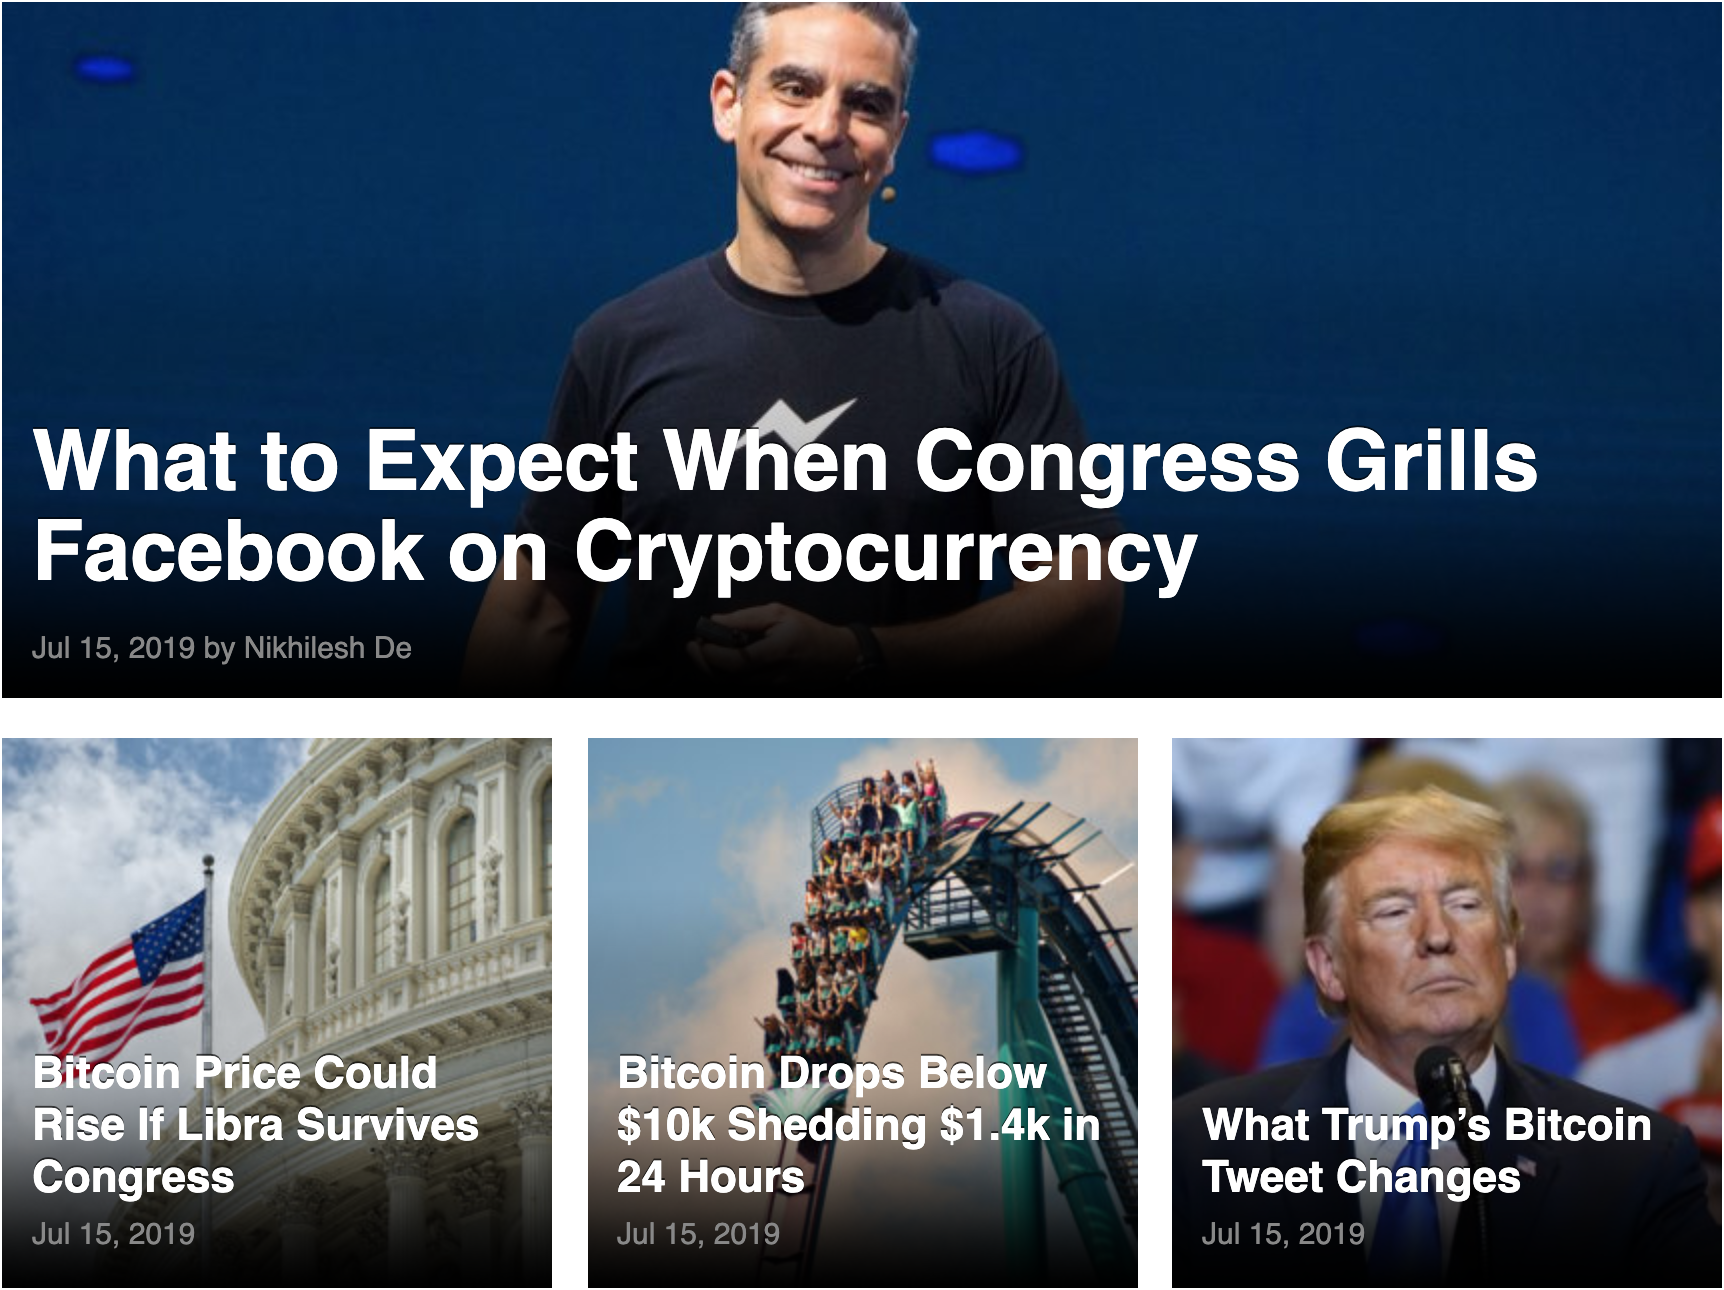 What to Expect When Congress Grills
Facebook on Cryptocurrency
Jul 15, 2019 by Nikhilesh De
Bitcoin Price Could
Rise If Libra Survives
Congress
Jul 15, 2019
Bitcoin Drops Below
$10k Shedding $1.4k in
24 Hours
Jul 15, 2019
What Trump’s Bitcoin
Tweet Changes
Jul 15, 2019